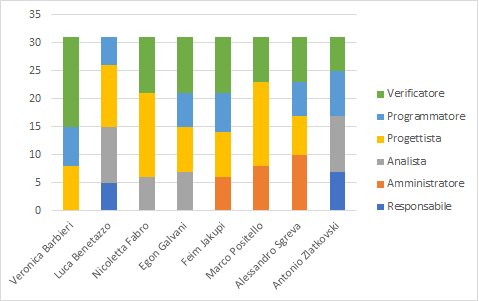 35
30
25
20
15
10
5
0
Veronica Barbieri
Luca Benetazzo
Nicoletta Fabro
Egon Galvani
Feim Jakupi
Marco Positello
Alessandro Sgreva
Antonio Zlatkovski
Verificatore
Programmatore
Progettista
Analista
Amministratore
Responsabile